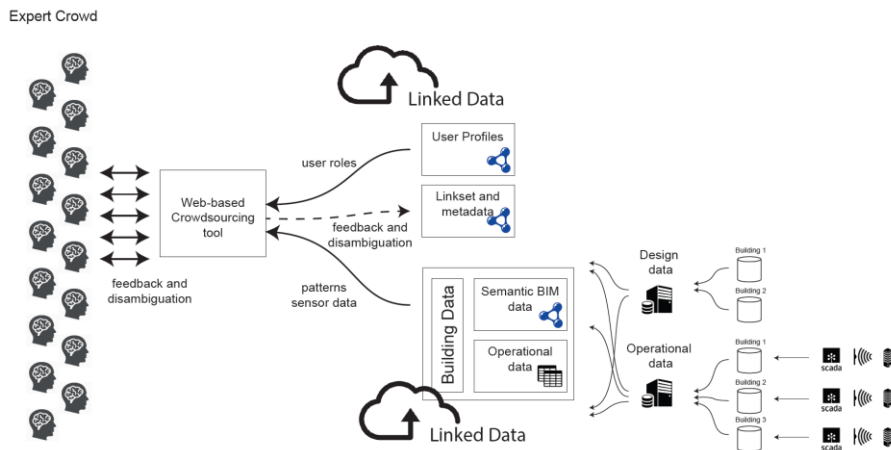 Expert Crowd
Linked Data
User Profiles
user roles
Web-based
Crowdsourcing
tool
Linkset and
metadata
feedback and
disambiguation
feedback and
disambiguation
patterns
sensor data
Building Data
Semantic BIM
data
Operational
data
Linked Data
Design
data
Building 1
Building 2
Operational
data
Building 1
Building 2
Building 3
scada
scada
scada